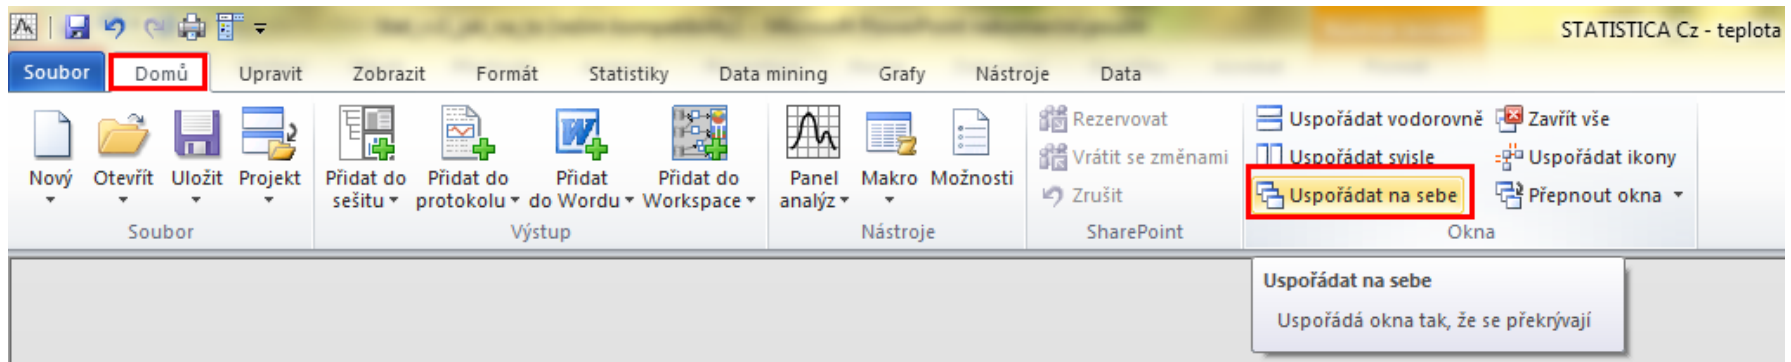 STATISTICA Cz - teplota
Soubor Domů Upravit Zobrazit Formát Statistiky Data mining Grafy Nástroje Data
Nový Otevřít Uložit Projekt
Přidat do sešitu
Přidat do protokolu
Přidat do Wordu
Přidat do Workspace
Panel analýz
Makro Možnosti
Rezervovat
Vrátit se změnami
Zrušit
Uspořádat vodorovně
Uspořádat svisle
Uspořádat na sebe
Zavřít vše
Uspořádat ikony
Přepnout okna
Soubor Výstup Nástroje SharePoint Okna
Uspořádat na sebe
Uspořádá okna tak, že se překrývají